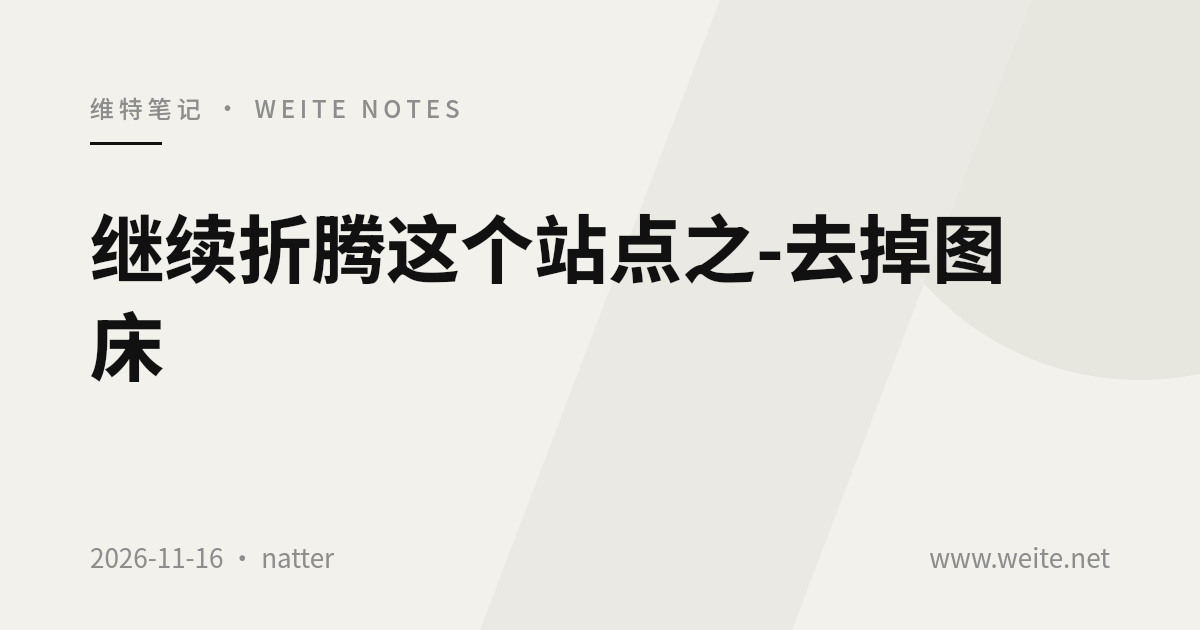 维特笔记 • WEITE NOTES
继续折腾这个站点之-去掉图
床
2026-11-16 • natter
www.weite.net